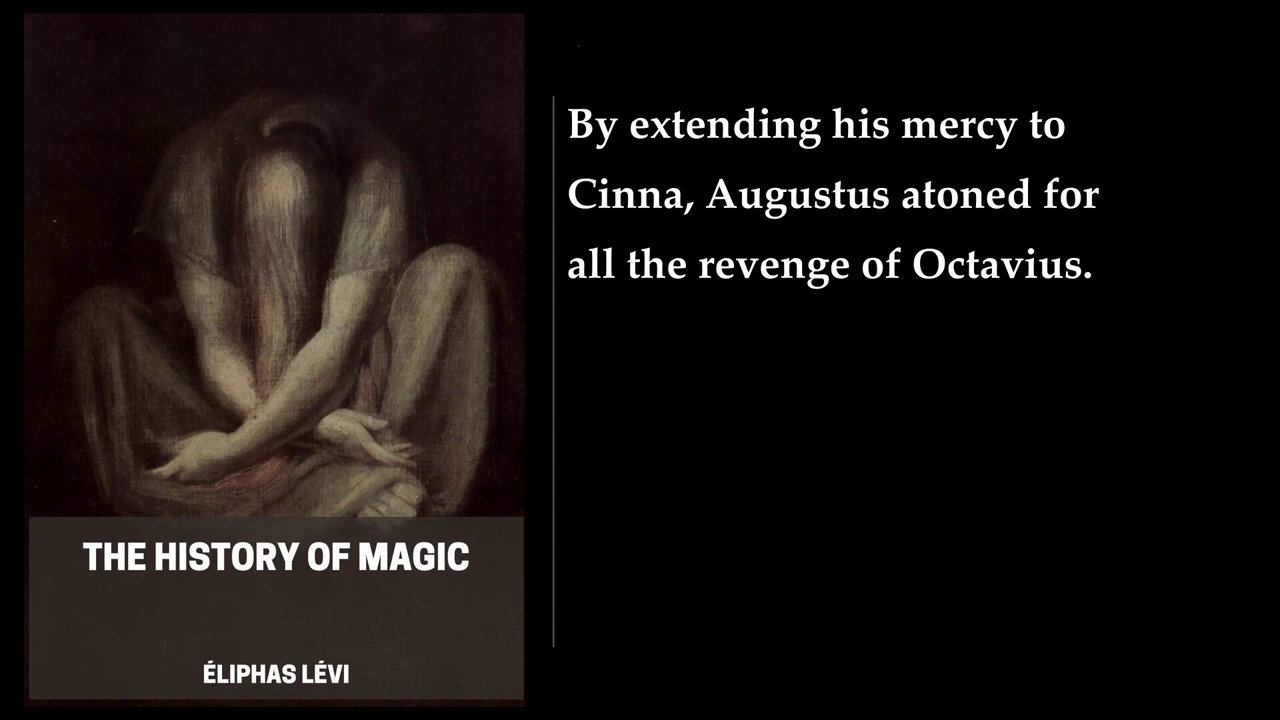 By extending his mercy to
Cinna, Augustus atoned for
all the revenge of Octavius.
THE HISTORY OF MAGIC
ÉLIPHAS LÉVI